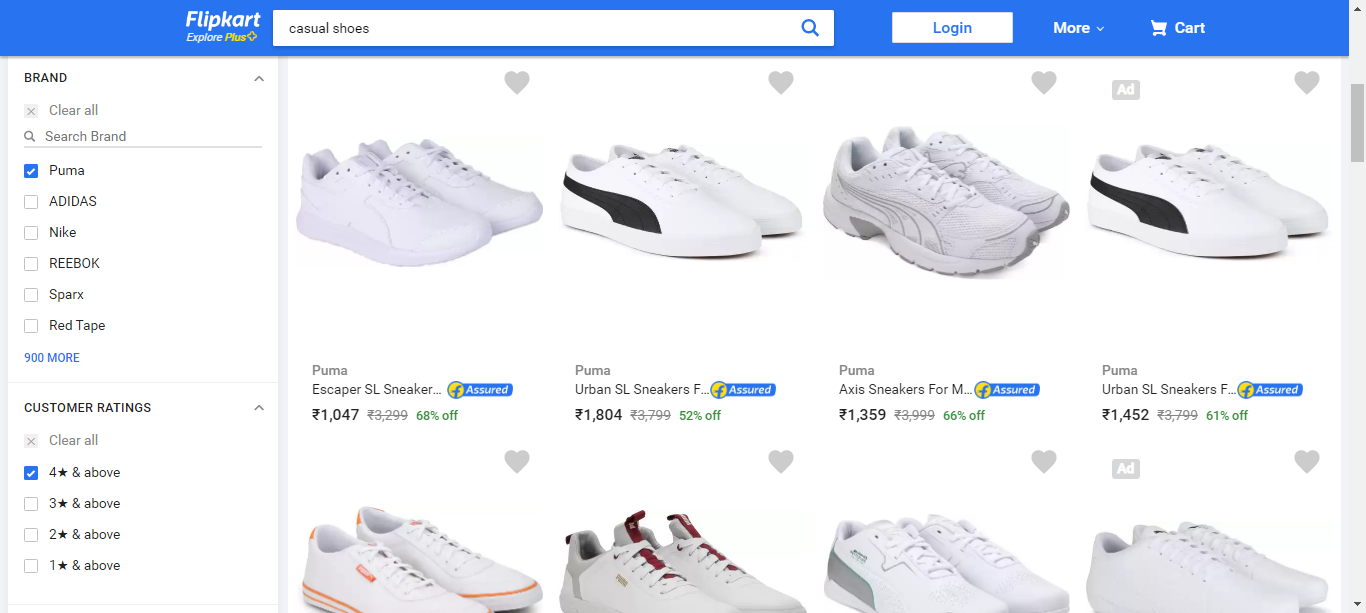 Flipkart
Explore Plus
casual shoes
Login
More
Cart
BRAND
Clear all
Search Brand
Puma
ADIDAS
Nike
REEBOK
Sparx
Red Tape
900 MORE
CUSTOMER RATINGS
Clear all
4★ & above
3★ & above
2★ & above
1★ & above
Puma
Escaper SL Sneaker... Assured
₹1,047 ₹3,299 68% off
Puma
Urban SL Sneakers F... Assured
₹1,804 ₹3,799 52% off
Puma
Axis Sneakers For M... Assured
₹1,359 ₹3,999 66% off
Ad
Puma
Urban SL Sneakers F... Assured
₹1,452 ₹3,799 61% off
Ad